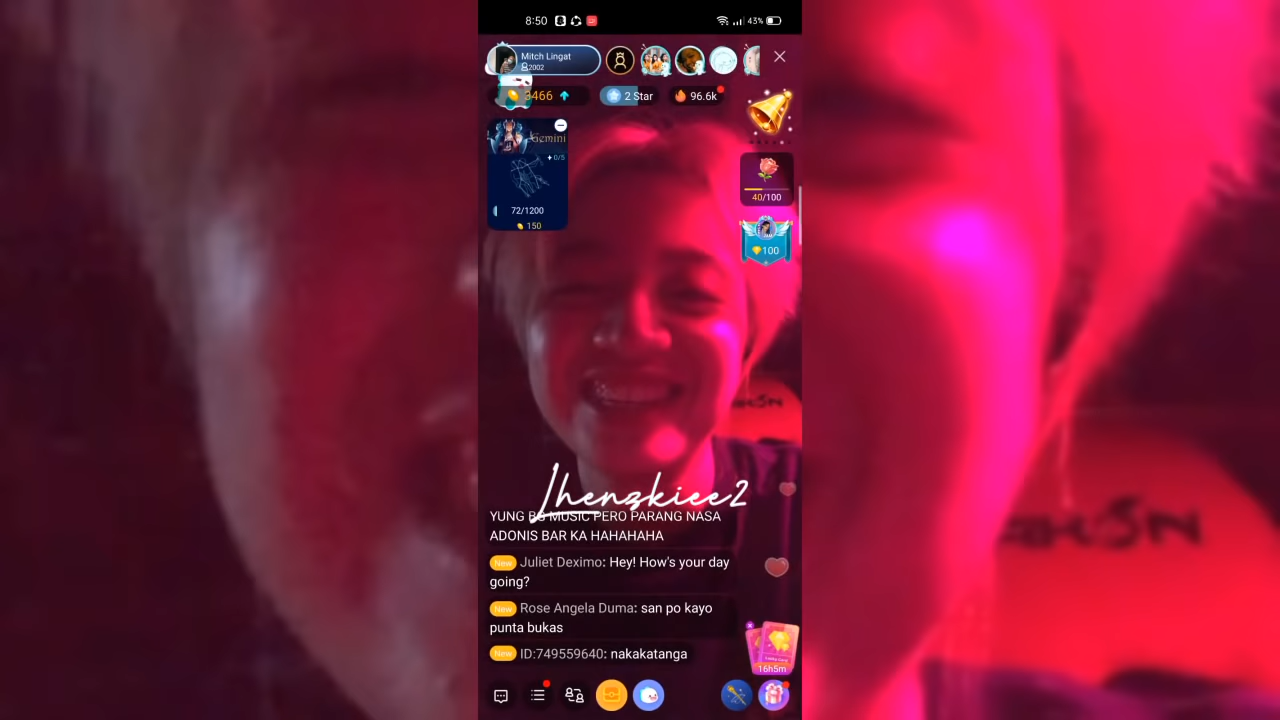 8:50
43%
Mitch Lingat
2002
3466
2 Star
96.6k
Gemini
0/5
72/1200
150
40/100
100
Lhenzkiee2
YUNG BG MUSIC PERO PARANG NASA
ADONIS BAR KA HAHAHAHA
New Juliet Deximo: Hey! How's your day
going?
New Rose Angela Duma: san po kayo
punta bukas
New ID:749559640: nakakatanga
16h5m